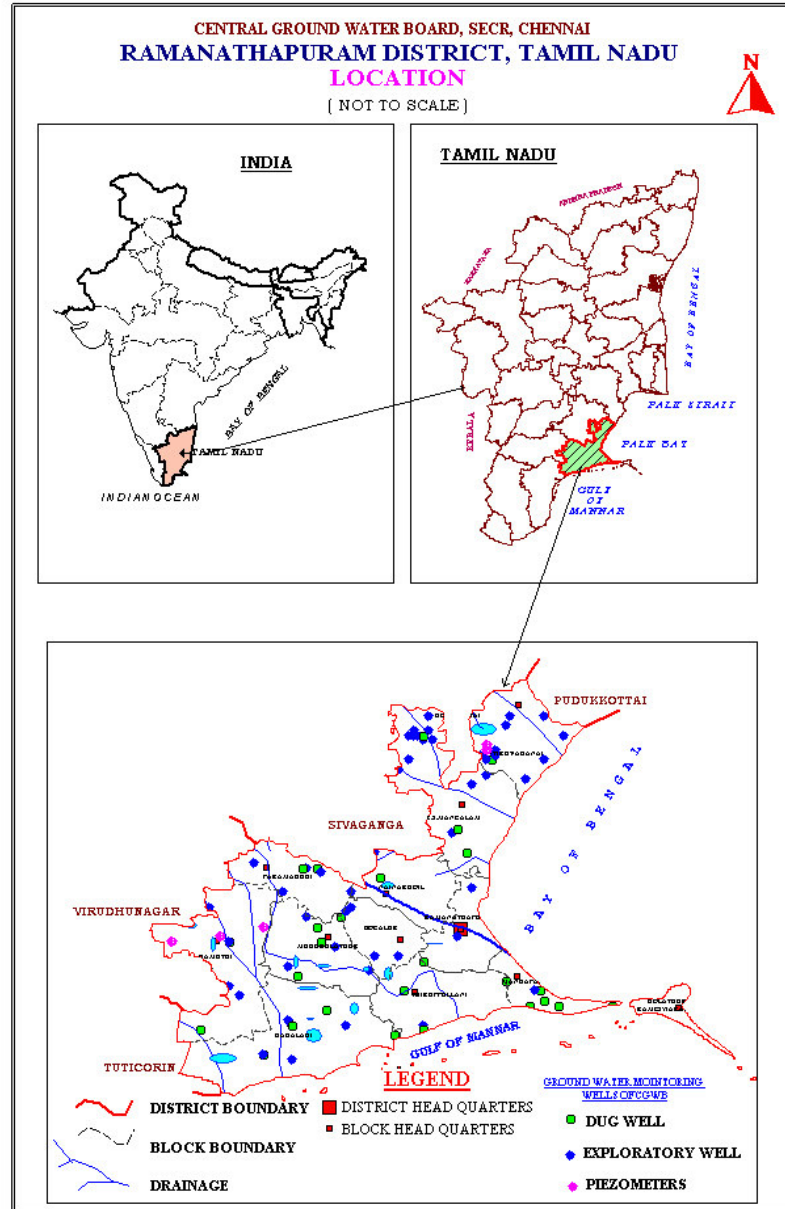 CENTRAL GROUND WATER BOARD, SECR, CHENNAI
RAMANATHAPURAM DISTRICT, TAMIL NADU
LOCATION
( NOT TO SCALE )
N
INDIA
BAY OF BENGAL
TAMIL NADU
INDIAN OCEAN
TAMIL NADU
ANDHRA PRADESH
KARNATAKA
BAY OF BENGAL
PALK STRAIT
KERALA
PALK BAY
GULF
OF
MANNAR
PUDUKKOTTAI
SIVAGANGA
BAY OF BENGAL
VIRUDHUNAGAR
TUTICORIN
GULF OF MANNAR
LEGEND
DISTRICT BOUNDARY
BLOCK BOUNDARY
DRAINAGE
DISTRICT HEAD QUARTERS
BLOCK HEAD QUARTERS
GROUND WATER MOINTORING
WELLS OF CGWB
DUG WELL
EXPLORATORY WELL
PIEZOMETERS